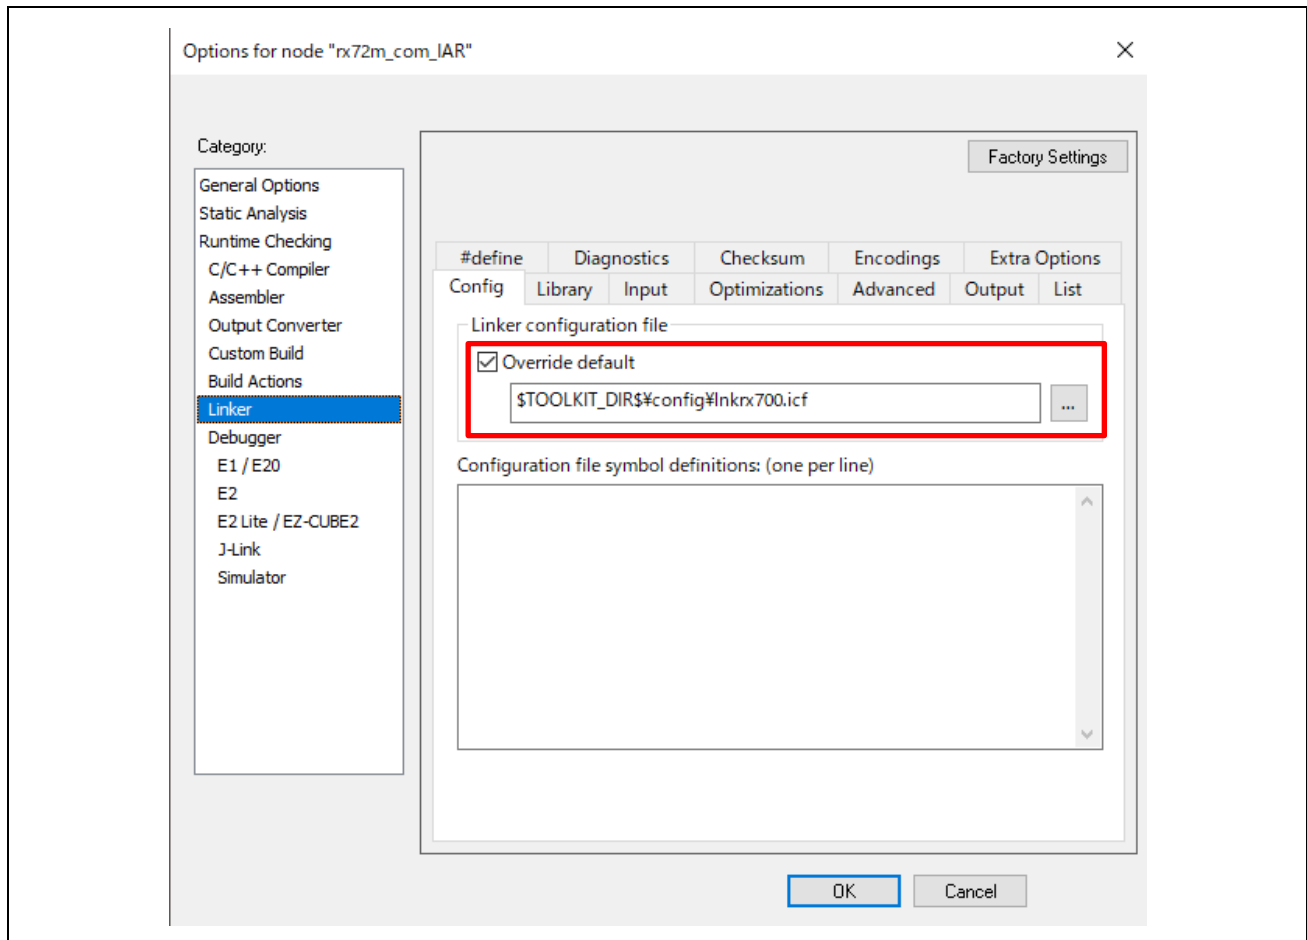 Options for node "rx72m_com_IAR"
Category:
General Options
Static Analysis
Runtime Checking
C/C++ Compiler
Assembler
Output Converter
Custom Build
Build Actions
Linker
Debugger
E1 / E20
E2
E2 Lite / EZ-CUBE2
J-Link
Simulator
Factory Settings
#define Diagnostics Checksum Encodings Extra Options
Config Library Input Optimizations Advanced Output List
Linker configuration file
Override default
$TOOLKIT_DIR$¥config¥lnkrx700.icf
...
Configuration file symbol definitions: (one per line)
OK Cancel